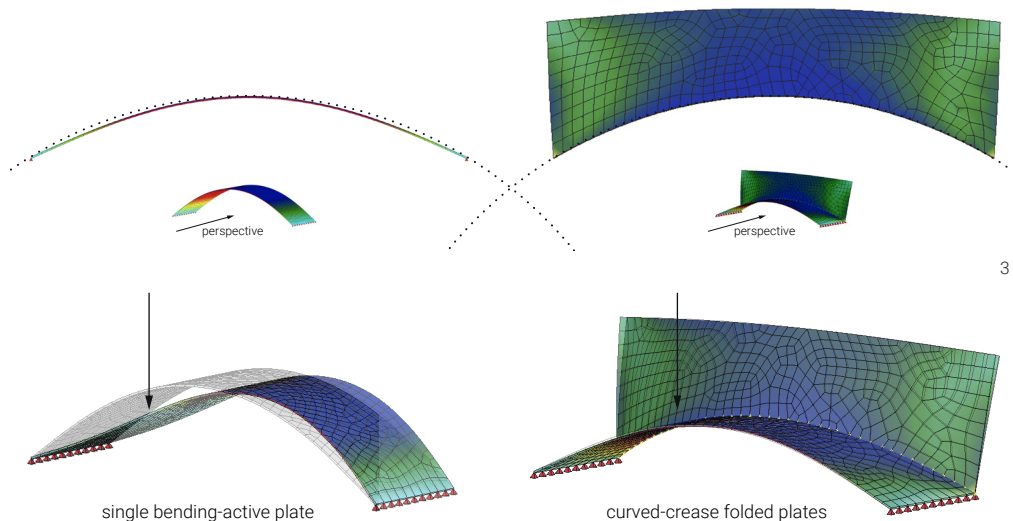 perspective
perspective
3
single bending-active plate
curved-crease folded plates